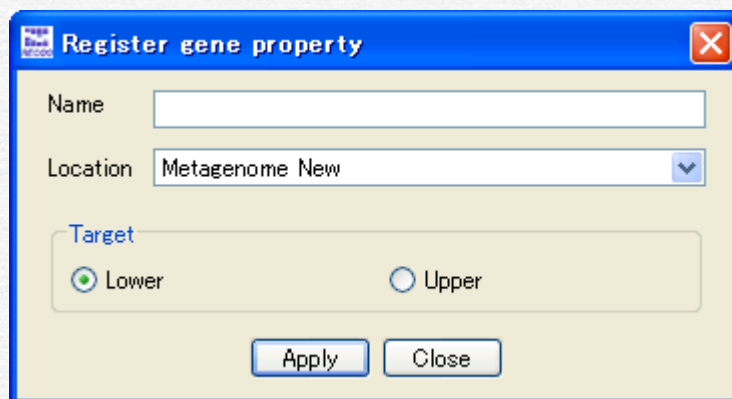 Register gene property
Name
Location Metagenome New
Target
Lower Upper
Apply Close